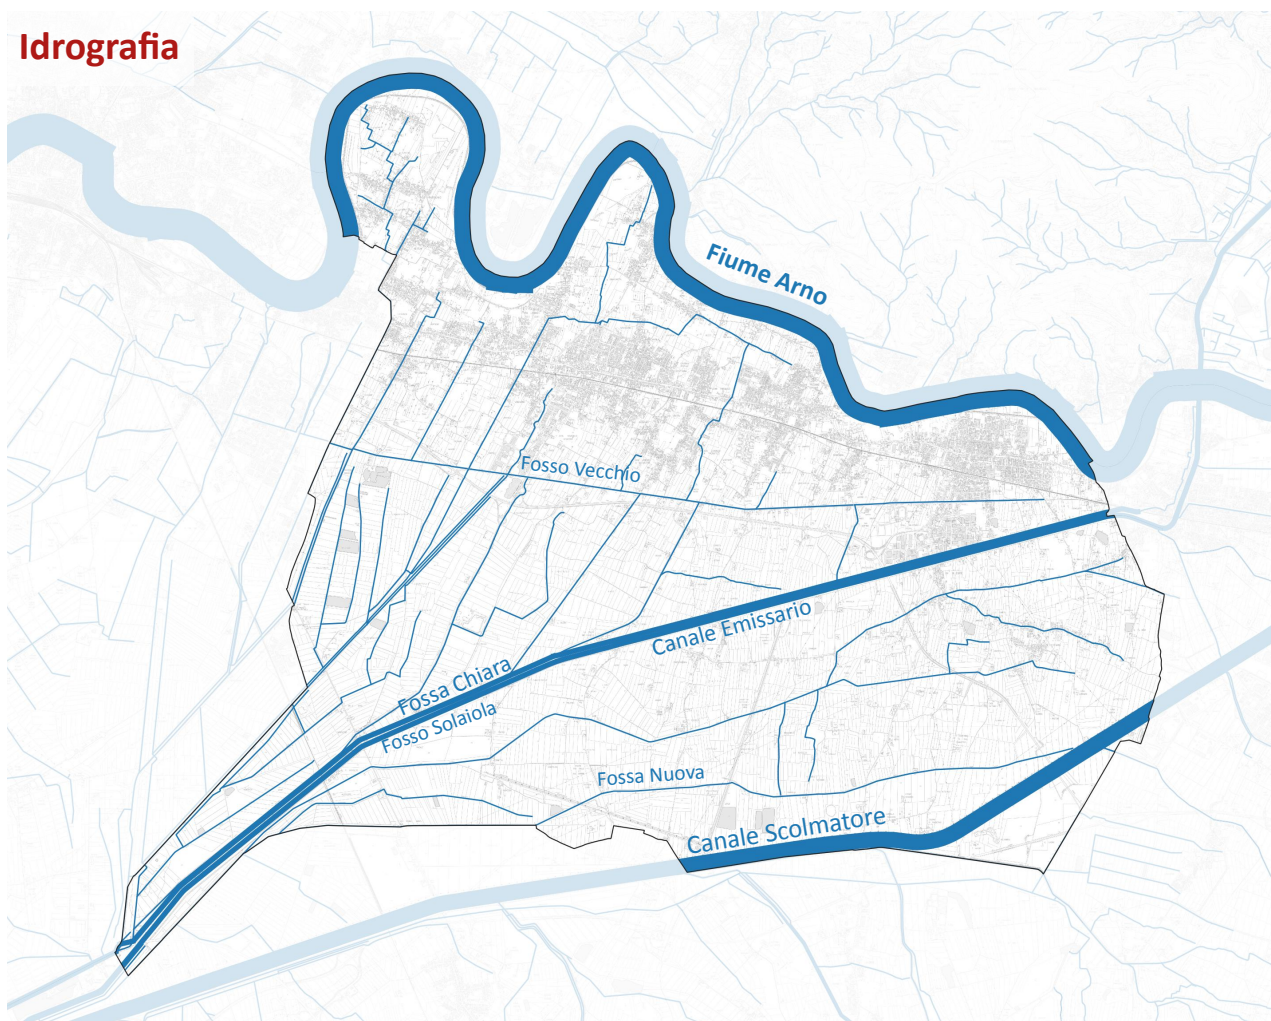 Idrografia
Fiume Arno
Fosso Vecchio
Canale Emissario
Fossa Chiara
Fosso Solaiola
Fossa Nuova
Canale Scolmatore